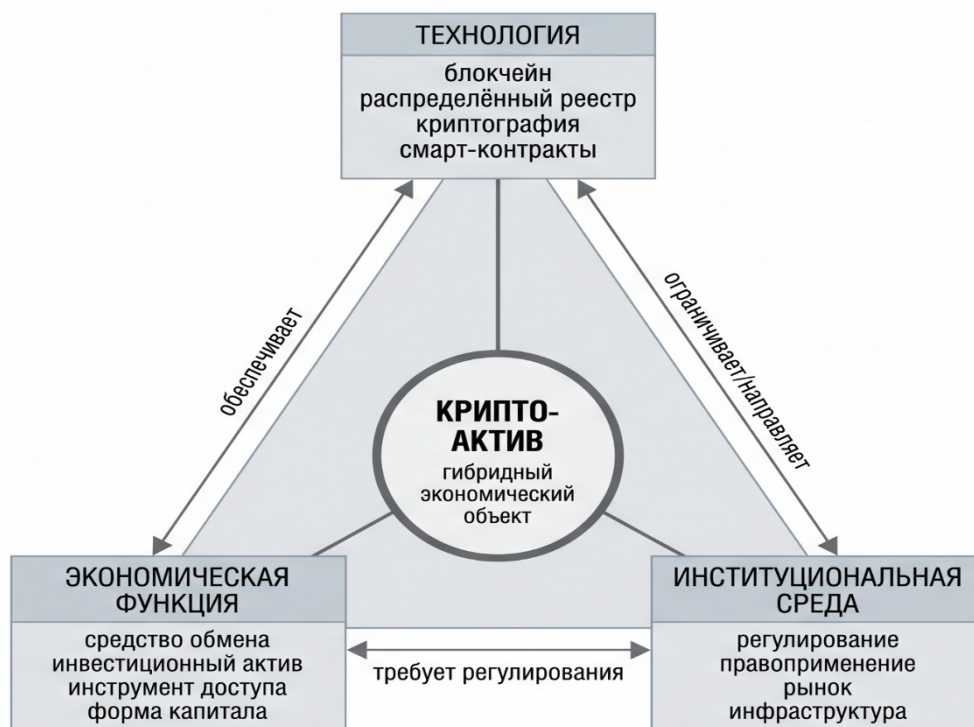 ТЕХНОЛОГИЯ
блокчейн
распределённый реестр
криптография
смарт-контракты
обеспечивает
ограничивает/направляет
КРИПТО-
АКТИВ
гибридный
экономический
объект
ЭКОНОМИЧЕСКАЯ
ФУНКЦИЯ
средство обмена
инвестиционный актив
инструмент доступа
форма капитала
требует регулирования
ИНСТИТУЦИОНАЛЬНАЯ
СРЕДА
регулирование
правоприменение
рынок
инфраструктура